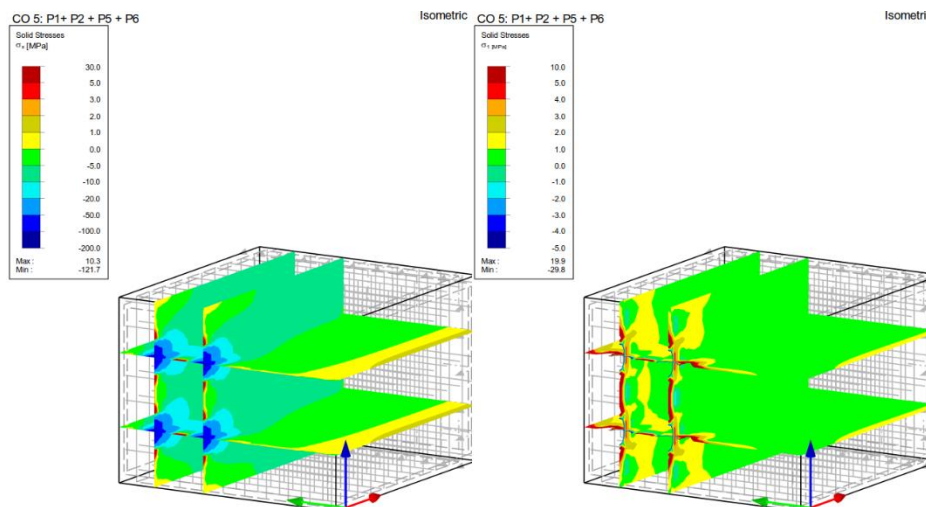 CO 5: P1+ P2 + P5 + P6
Isometric
Solid Stresses
σx [MPa]
30.0
5.0
3.0
2.0
1.0
0.0
-5.0
-10.0
-20.0
-50.0
-100.0
-200.0
Max : 10.3
Min : -121.7
CO 5: P1+ P2 + P5 + P6
Isometri
Solid Stresses
[MPa]
10.0
5.0
3.0
2.0
1.0
0.0
-1.0
-2.0
-3.0
-4.0
-5.0
Max : 19.9
Min : -29.8